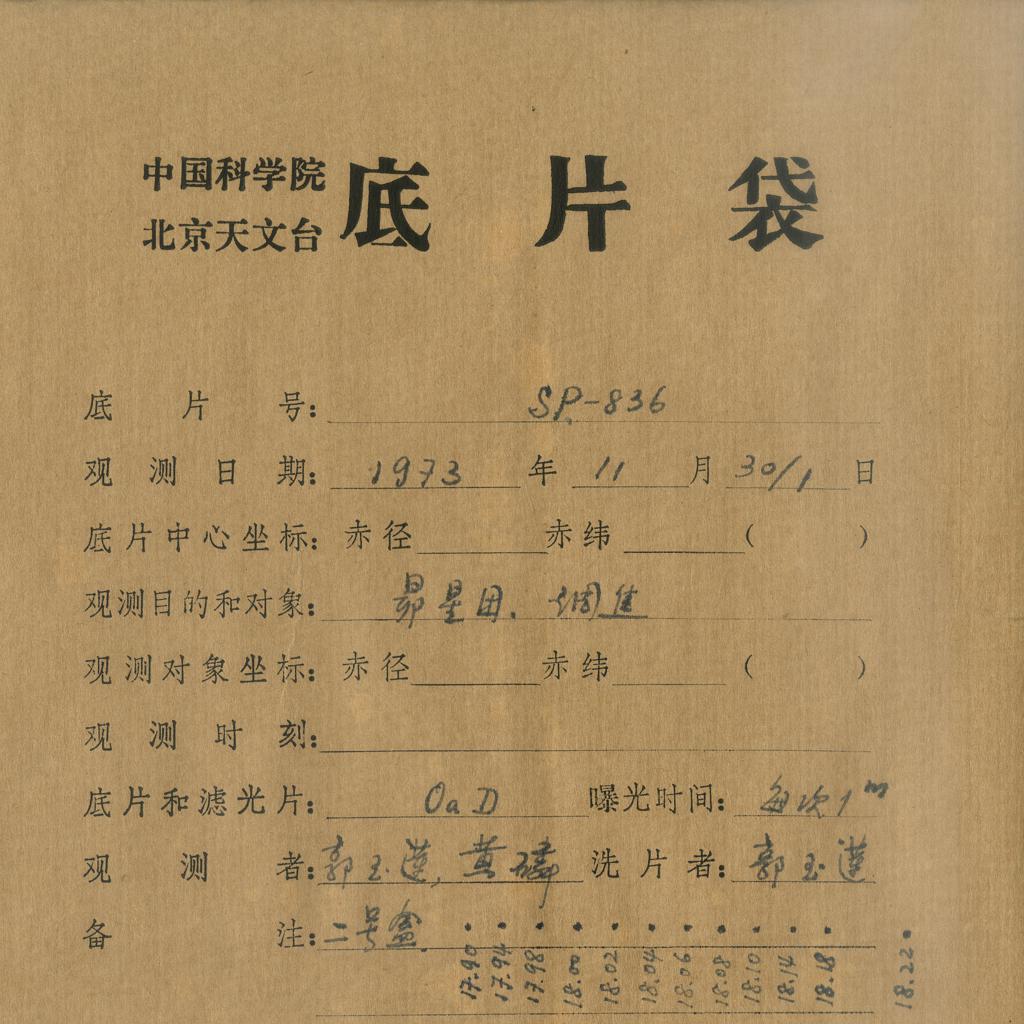 中国科学院
北京天文台 底片袋
底片号： SP-836
观测日期： 1973 年 11 月 30/1 日
底片中心坐标：赤径 赤纬 （ ）
观测目的和对象： 昴星团. 调焦
观测对象坐标：赤径 赤纬 （ ）
观测时刻：
底片和滤光片： OaD 曝光时间： 每次1m
观测者： 郭玉莲, 黄磷 洗片者： 郭玉莲
备注： 二号盒
17.90 17.94 17.98 18.00 18.02 18.04 18.06 18.08 18.10 18.14 18.18 18.22